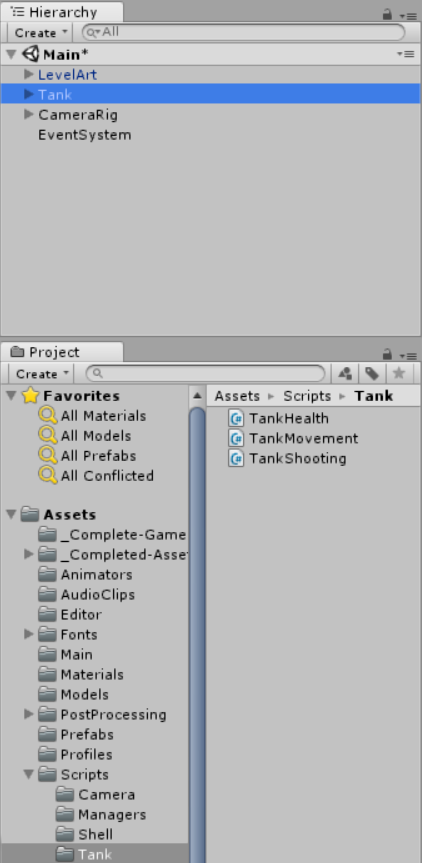 Hierarchy
Create All
Main*
LevelArt
Tank
CameraRig
EventSystem
Project
Create
Favorites
All Materials
All Models
All Prefabs
All Conflicted
Assets
_Complete-Game
_Completed-Asse
Animators
AudioClips
Editor
Fonts
Main
Materials
Models
PostProcessing
Prefabs
Profiles
Scripts
Camera
Managers
Shell
Tank
Assets Scripts Tank
TankHealth
TankMovement
TankShooting